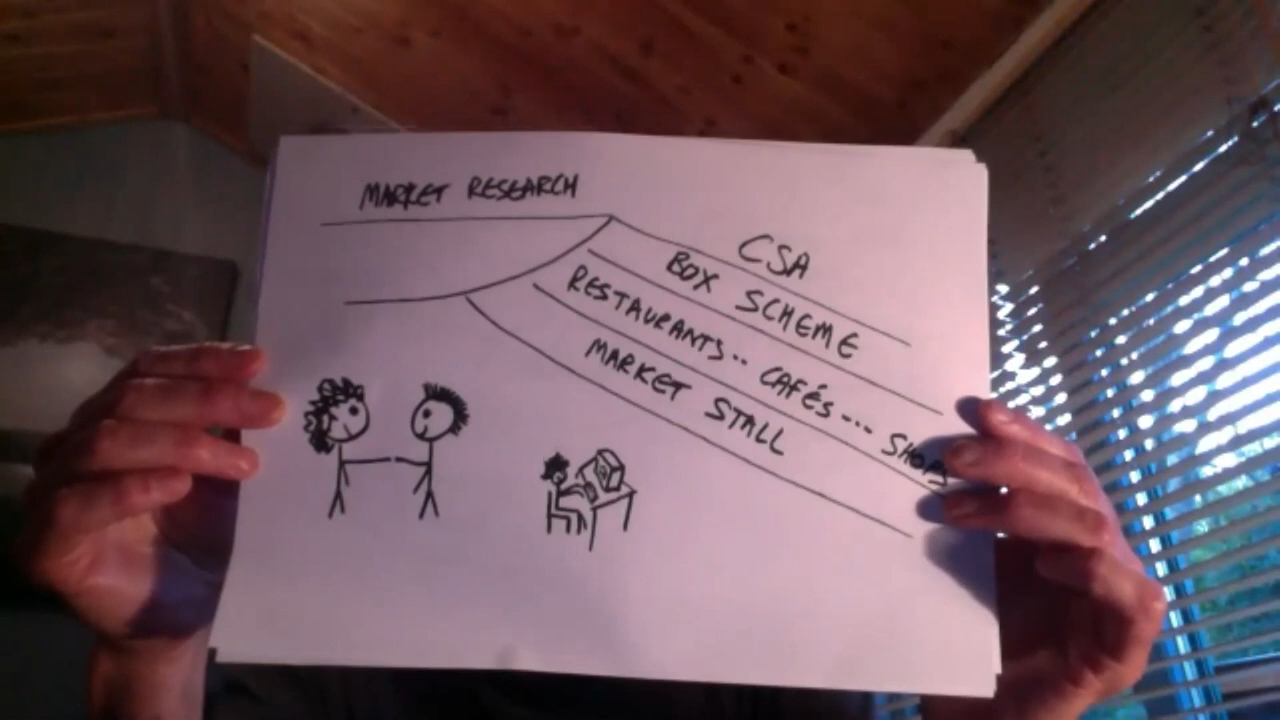 MARKET RESEARCH
CSA
BOX SCHEME
RESTAURANTS.. CAFÉS.... SHOPS
MARKET STALL